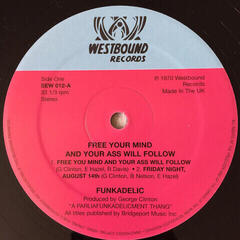 WESTBOUND
RECORDS
Side One
SEW 012-A
33 1/3 rpm
Stereo
℗ 1970 Westbound
Records
Made In The UK
FREE YOUR MIND
AND YOUR ASS WILL FOLLOW
1. FREE YOU MIND AND YOUR ASS WILL FOLLOW
(G Clinton, E Hazel, R Davis) • 2. FRIDAY NIGHT,
AUGUST 14th (G Clinton, B Nelson, E Hazel)
FUNKADELIC
Produced by George Clinton
"A PARLIAFUNKADELICMENT THANG"
All titles published by Bridgeport Music Inc